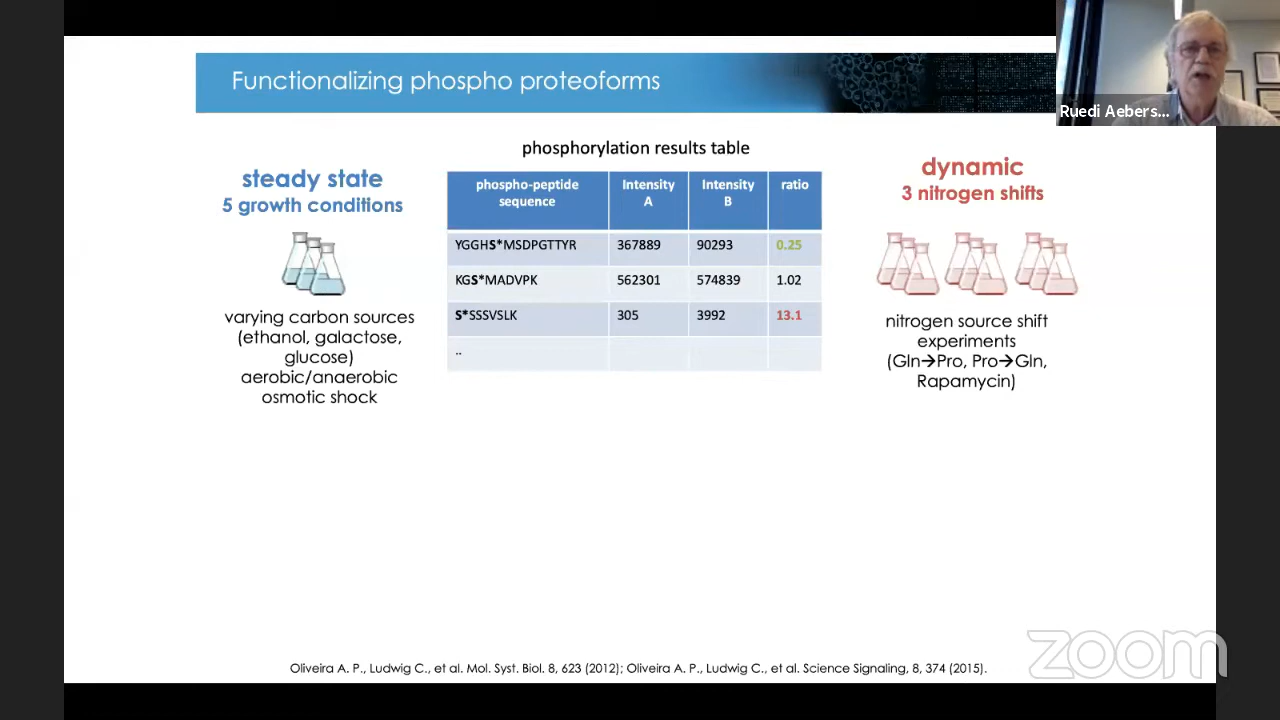 Functionalizing phospho proteoforms
Ruedi Aebers...
phosphorylation results table
steady state
5 growth conditions
varying carbon sources
(ethanol, galactose,
glucose)
aerobic/anaerobic
osmotic shock
phospho-peptide sequence Intensity A Intensity B ratio
YGGHS*MSDPGTTYR 367889 90293 0.25
KGS*MADVPK 562301 574839 1.02
S*SSSVSLK 305 3992 13.1
..
dynamic
3 nitrogen shifts
nitrogen source shift
experiments
(Gln→Pro, Pro→Gln,
Rapamycin)
Oliveira A. P., Ludwig C., et al. Mol. Syst. Biol. 8, 623 (2012); Oliveira A. P., Ludwig C., et al. Science Signaling, 8, 374 (2015).
zoom